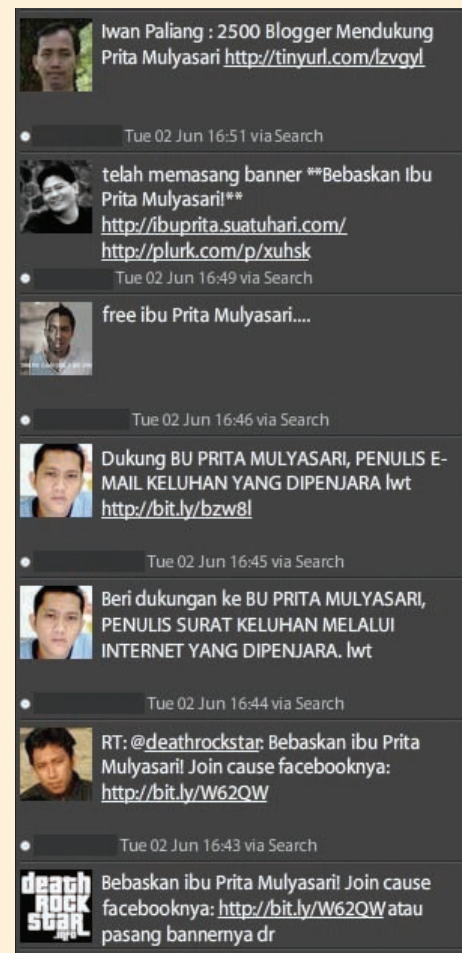 Iwan Paliang : 2500 Blogger Mendukung
Prita Mulyasari http://tinyurl.com/lzvgyl
Tue 02 Jun 16:51 via Search
telah memasang banner **Bebaskan Ibu
Prita Mulyasari!**
http://ibuprita.suatuhari.com/
http://plurk.com/p/xuhsk
Tue 02 Jun 16:49 via Search
free ibu Prita Mulyasari....
Tue 02 Jun 16:46 via Search
Dukung BU PRITA MULYASARI, PENULIS E-
MAIL KELUHAN YANG DIPENJARA lwt
http://bit.ly/bzw8l
Tue 02 Jun 16:45 via Search
Beri dukungan ke BU PRITA MULYASARI,
PENULIS SURAT KELUHAN MELALUI
INTERNET YANG DIPENJARA. lwt
Tue 02 Jun 16:44 via Search
RT: @deathrockstar: Bebaskan ibu Prita
Mulyasari! Join cause facebooknya:
http://bit.ly/W62QW
Tue 02 Jun 16:43 via Search
death
ROCK
STAR
.info
Bebaskan ibu Prita Mulyasari! Join cause
facebooknya: http://bit.ly/W62QW atau
pasang bannernya dr